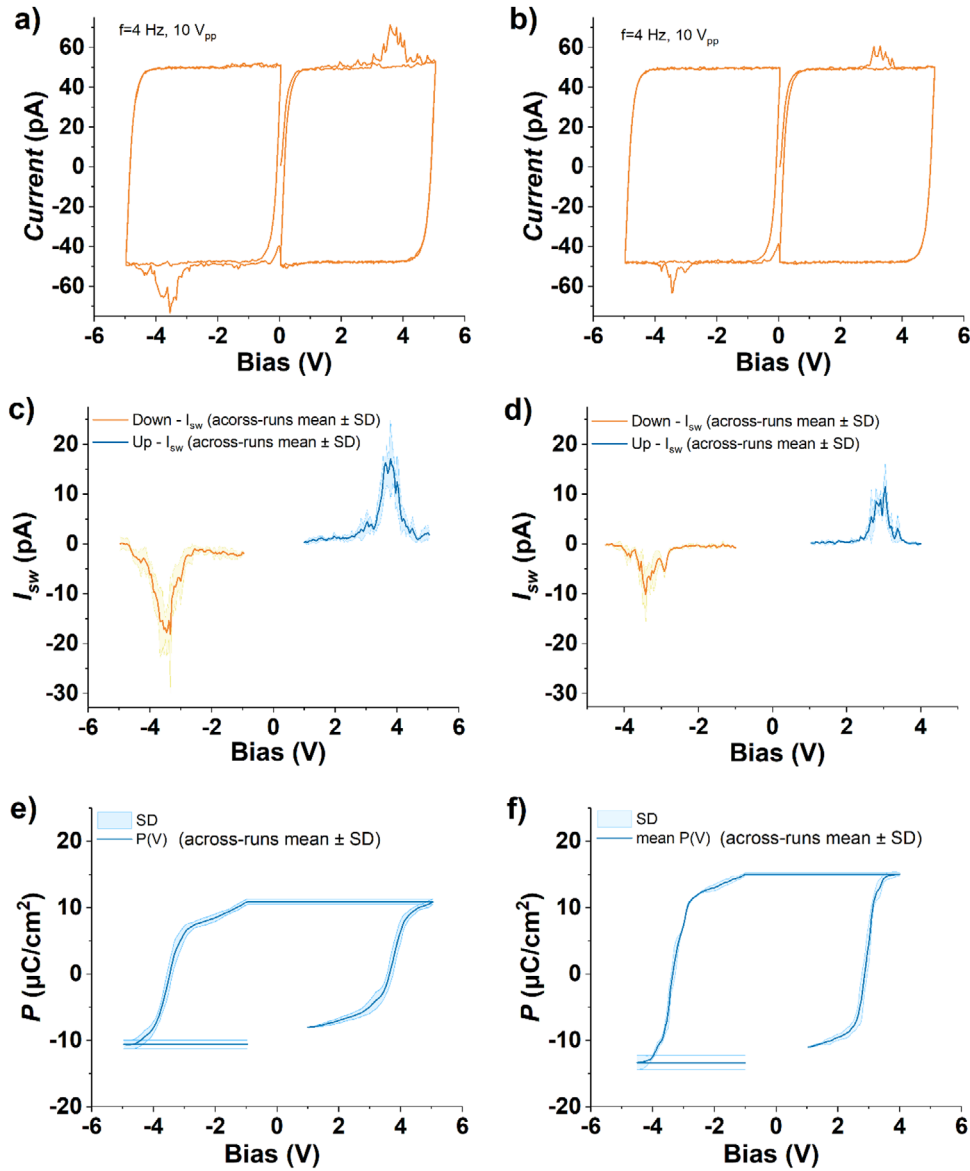 a)
f=4 Hz, 10 Vpp
Current (pA)
60
40
20
0
-20
-40
-60
-6 -4 -2 0 2 4 6
Bias (V)
b)
f=4 Hz, 10 Vpp
Current (pA)
60
40
20
0
-20
-40
-60
-6 -4 -2 0 2 4 6
Bias (V)
c)
Down - Isw (acorss-runs mean ± SD)
Up - Isw (across-runs mean ± SD)
Isw (pA)
20
10
0
-10
-20
-30
-6 -4 -2 0 2 4 6
Bias (V)
d)
Down - Isw (across-runs mean ± SD)
Up - Isw (across-runs mean ± SD)
Isw (pA)
20
10
0
-10
-20
-30
-4 -2 0 2 4
Bias (V)
e)
SD
P(V) (across-runs mean ± SD)
P (µC/cm²)
20
10
0
-10
-20
-6 -4 -2 0 2 4 6
Bias (V)
f)
SD
mean P(V) (across-runs mean ± SD)
P (µC/cm²)
20
10
0
-10
-20
-6 -4 -2 0 2 4 6
Bias (V)